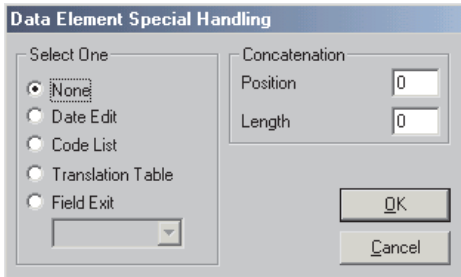 Data Element Special Handling
Select One
None
Date Edit
Code List
Translation Table
Field Exit
Concatenation
Position 0
Length 0
OK
Cancel